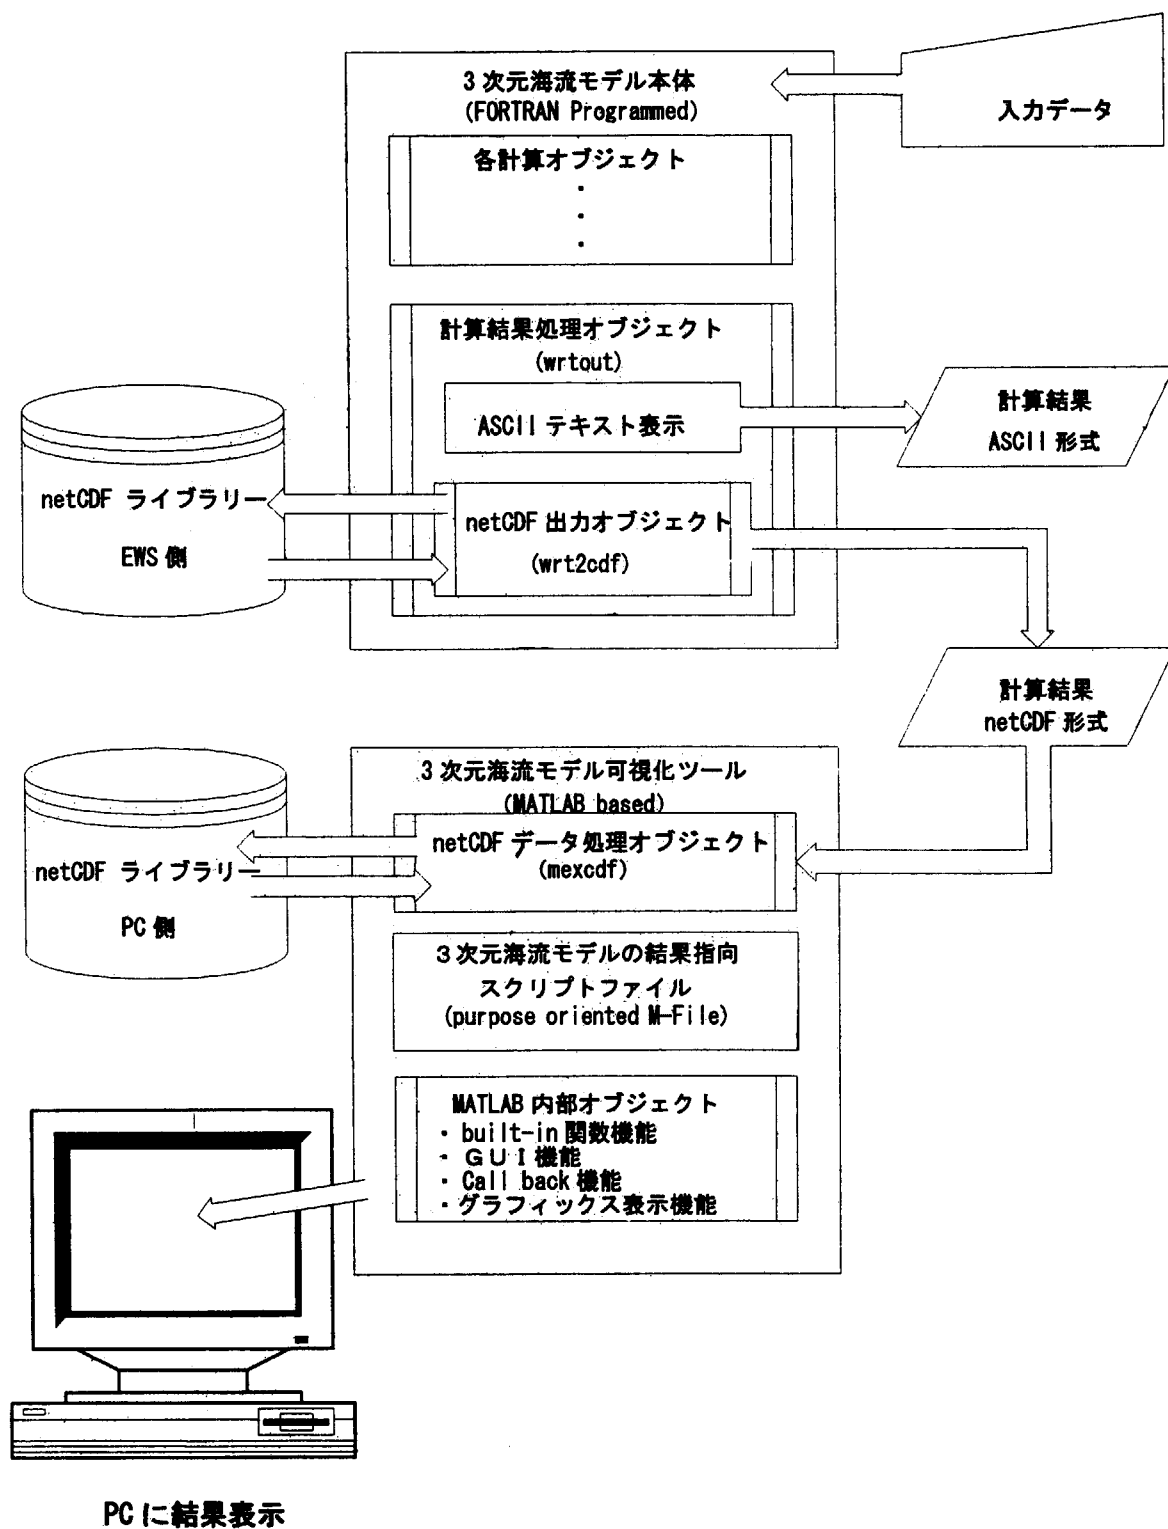 3次元海流モデル本体
(FORTRAN Programmed)
入力データ
各計算オブジェクト
・
・
・
計算結果処理オブジェクト
(wrtout)
ASCII テキスト表示
計算結果
ASCII 形式
netCDF ライブラリー
EWS 側
netCDF 出力オブジェクト
(wrt2cdf)
計算結果
netCDF 形式
3次元海流モデル可視化ツール
(MATLAB based)
netCDF データ処理オブジェクト
(mexcdf)
netCDF ライブラリー
PC 側
3次元海流モデルの結果指向
スクリプトファイル
(purpose oriented M-File)
MATLAB 内部オブジェクト
・built-in 関数機能
・GUI機能
・Call back 機能
・グラフィックス表示機能
PC に結果表示